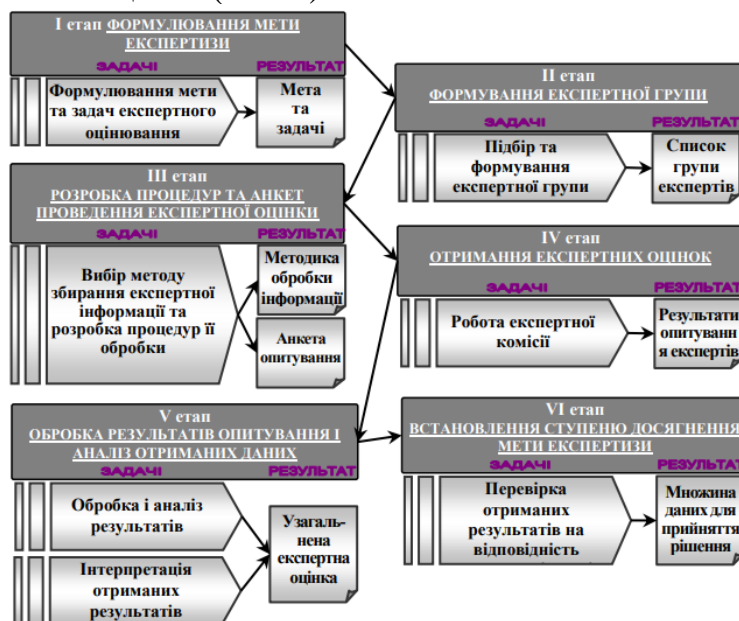 І етап ФОРМУЛЮВАННЯ МЕТИ
ЕКСПЕРТИЗИ
ЗАДАЧІ РЕЗУЛЬТАТ
Формулювання мети
та задач експертного
оцінювання
Мета
та
задачі
ІІ етап
ФОРМУВАННЯ ЕКСПЕРТНОЇ ГРУПИ
ЗАДАЧІ РЕЗУЛЬТАТ
Підбір та
формування
експертної групи
Список
групи
експертів
ІІІ етап
РОЗРОБКА ПРОЦЕДУР ТА АНКЕТ
ПРОВЕДЕННЯ ЕКСПЕРТНОЇ ОЦІНКИ
ЗАДАЧІ РЕЗУЛЬТАТ
Вибір методу
збирання експертної
інформації та
розробка процедур її
обробки
Методика
обробки
інформації
Анкета
опитування
IV етап
ОТРИМАННЯ ЕКСПЕРТНИХ ОЦІНОК
ЗАДАЧІ РЕЗУЛЬТАТ
Робота експертної
комісії
Результати
опитуванн
я експертів
V етап
ОБРОБКА РЕЗУЛЬТАТІВ ОПИТУВАННЯ І
АНАЛІЗ ОТРИМАНИХ ДАНИХ
ЗАДАЧІ РЕЗУЛЬТАТ
Обробка і аналіз
результатів
Інтерпретація
отриманих
результатів
Узагаль-
нена
експертна
оцінка
VI етап
ВСТАНОВЛЕННЯ СТУПЕНЮ ДОСЯГНЕННЯ
МЕТИ ЕКСПЕРТИЗИ
ЗАДАЧІ РЕЗУЛЬТАТ
Перевірка
отриманих
результатів на
відповідність
Множина
даних для
прийняття
рішення